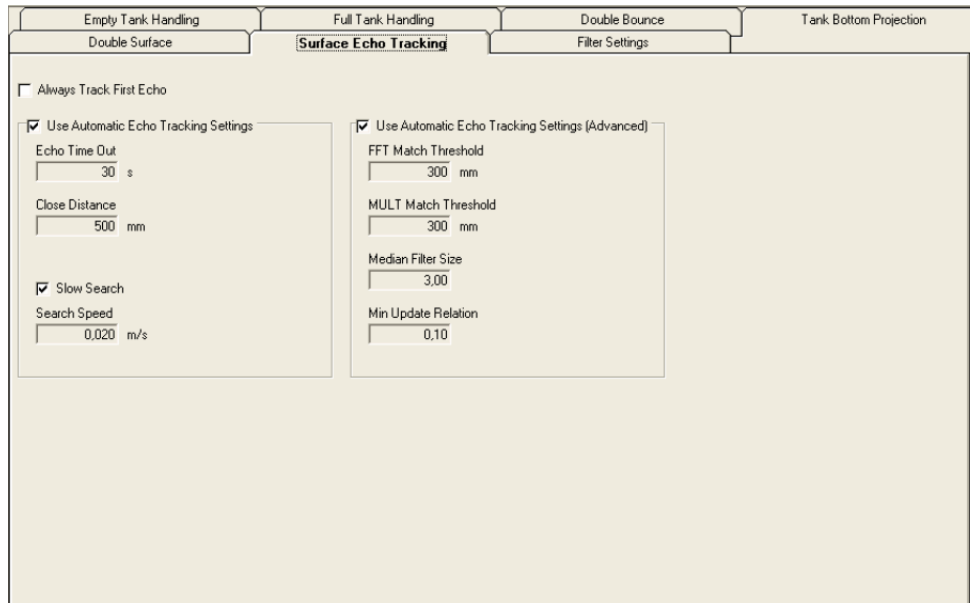 Empty Tank Handling Full Tank Handling Double Bounce Tank Bottom Projection
Double Surface Surface Echo Tracking Filter Settings
Always Track First Echo
Use Automatic Echo Tracking Settings
Echo Time Out
30 s
Close Distance
500 mm
Slow Search
Search Speed
0,020 m/s
Use Automatic Echo Tracking Settings (Advanced)
FFT Match Threshold
300 mm
MULT Match Threshold
300 mm
Median Filter Size
3,00
Min Update Relation
0,10